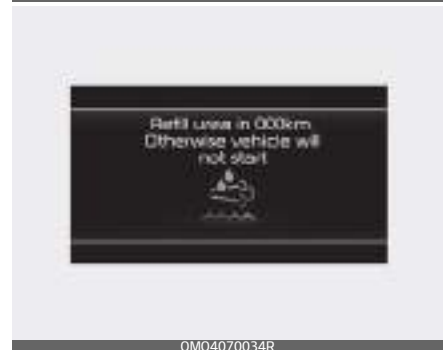 Refill urea in 000km
Otherwise vehicle will
not start
OMO4070034R